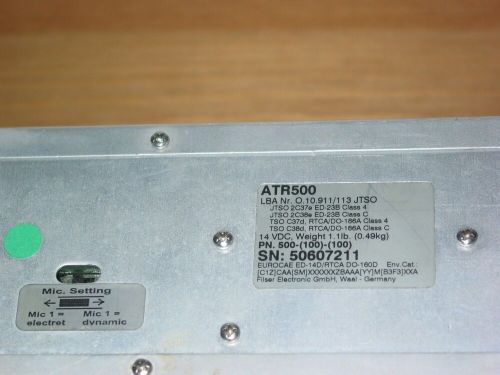 ATR500
LBA Nr. O.10.911/113 JTSO
JTSO 2C37e ED-23B Class 4
JTSO 2C38e ED-23B Class C
TSO C37d, RTCA/DO-186A Class 4
TSO C38d, RTCA/DO-186A Class C
14 VDC, Weight 1.1lb. (0.49kg)
PN. 500-(100)-(100)
SN: 50607211
EUROCAE ED-14D/RTCA DO-160D Env.Cat.:
[C1Z]CAA[SM]XXXXXXZBAAA[YY]M[B3F3]XXA
Filser Electronic GmbH, Waal - Germany
Mic. Setting
Mic 1 = Mic 1 =
electret dynamic